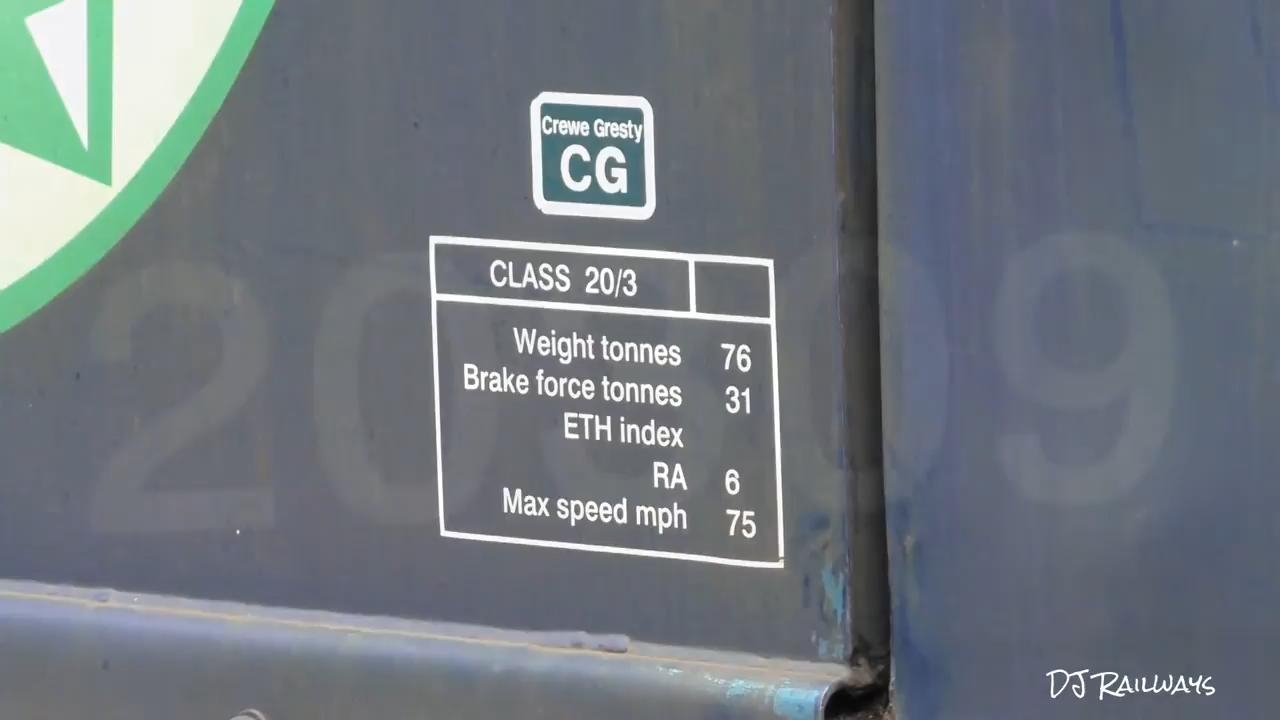 Crewe Gresty
CG
CLASS 20/3
Weight tonnes 76
Brake force tonnes 31
ETH index
RA 6
Max speed mph 75
DJ RAILWAYS